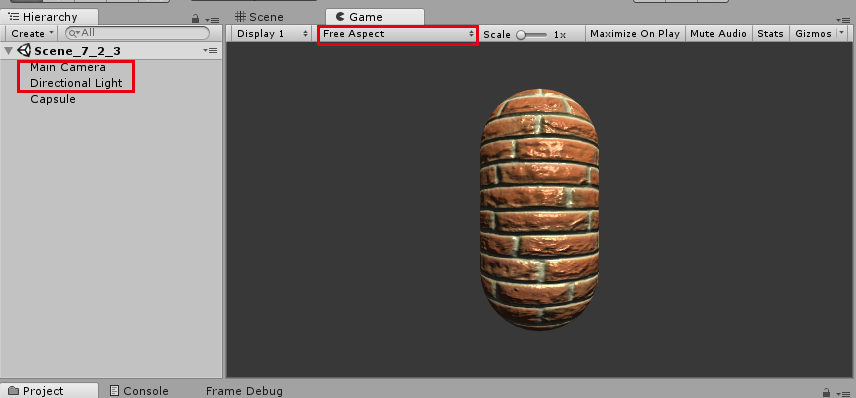 Hierarchy
Scene
Game
Create
All
Display 1
Free Aspect
Scale
1x
Maximize On Play
Mute Audio
Stats
Gizmos
Scene_7_2_3
Main Camera
Directional Light
Capsule
Project
Console
Frame Debug